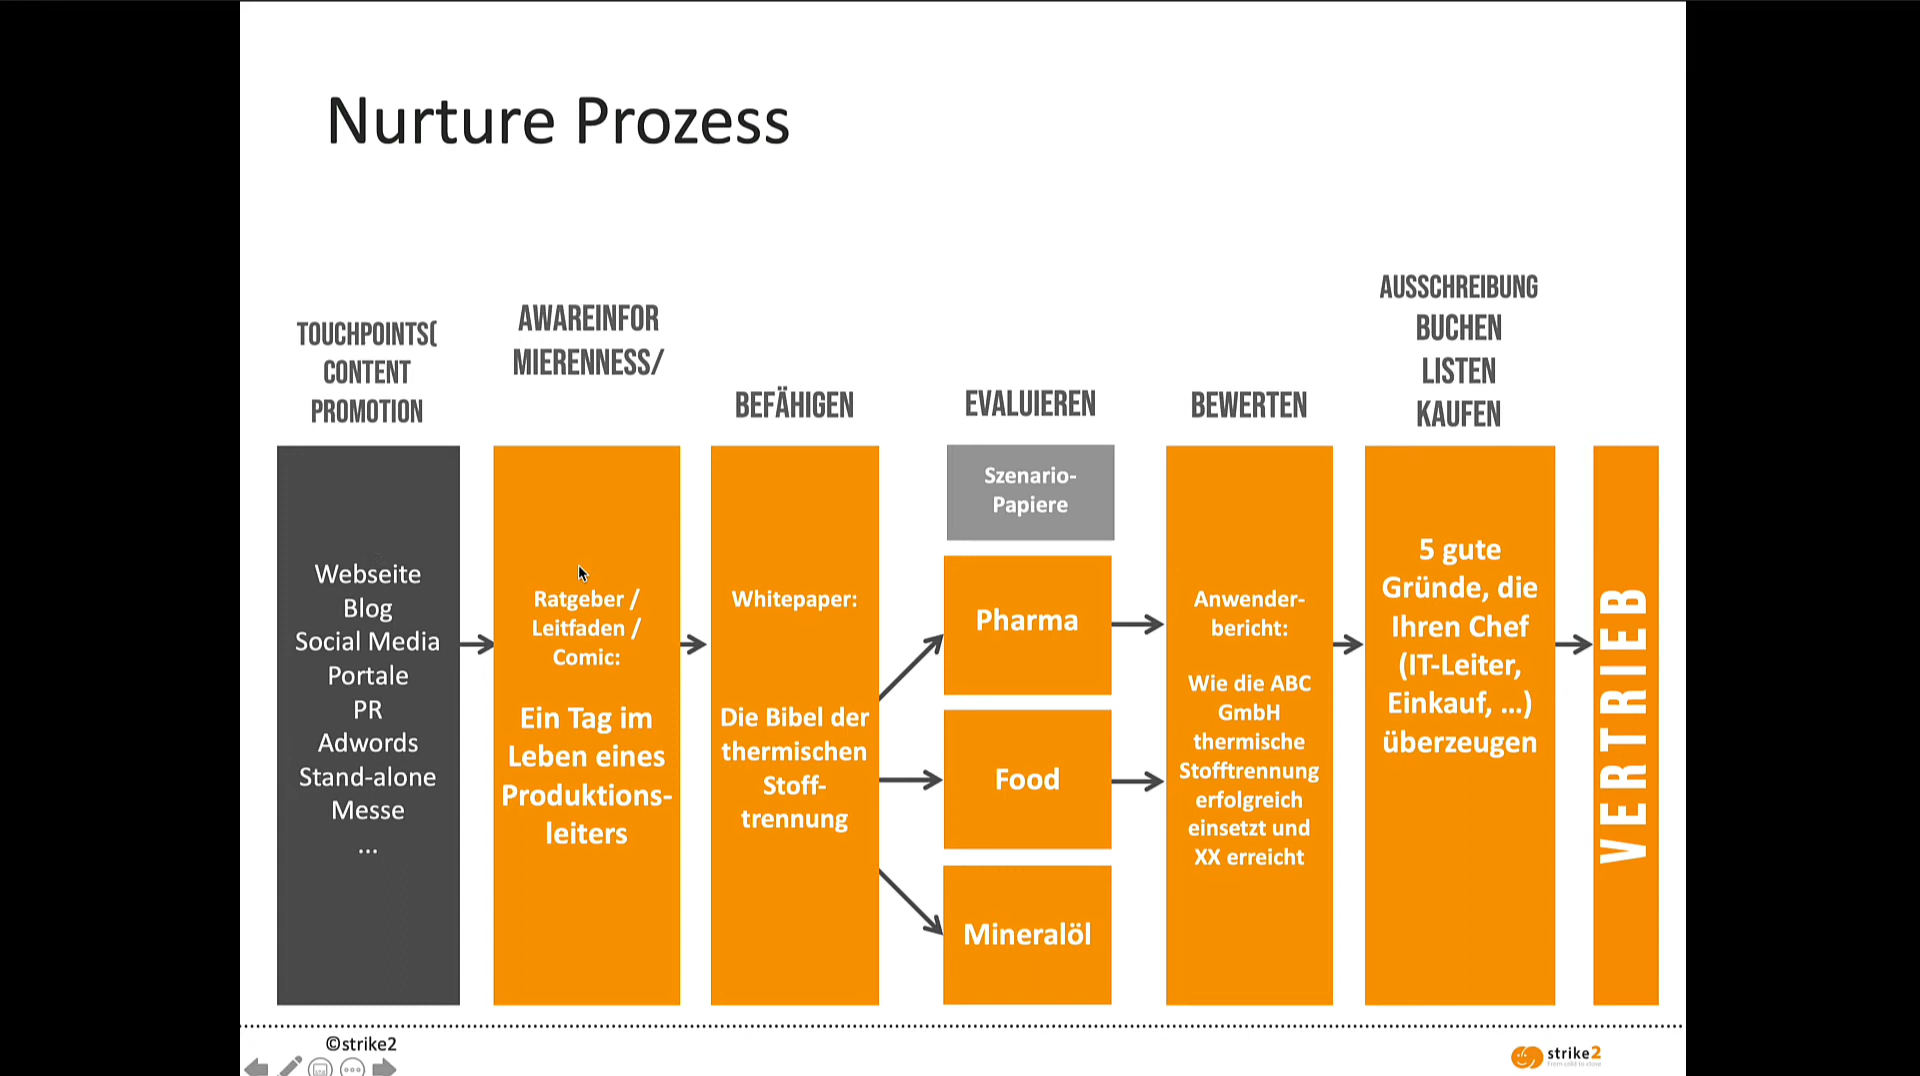 Nurture Prozess
TOUCHPOINTS(
CONTENT
PROMOTION
AWAREINFOR
MIERENNESS/
BEFÄHIGEN
EVALUIEREN
BEWERTEN
AUSSCHREIBUNG
BUCHEN
LISTEN
KAUFEN
Webseite
Blog
Social Media
Portale
PR
Adwords
Stand-alone
Messe
...
Ratgeber /
Leitfaden /
Comic:
Ein Tag im
Leben eines
Produktions-
leiters
Whitepaper:
Die Bibel der
thermischen
Stoff-
trennung
Szenario-
Papiere
Pharma
Food
Mineralöl
Anwender-
bericht:
Wie die ABC
GmbH
thermische
Stofftrennung
erfolgreich
einsetzt und
XX erreicht
5 gute
Gründe, die
Ihren Chef
(IT-Leiter,
Einkauf, ...)
überzeugen
VERTRIEB
©strike2
strike2